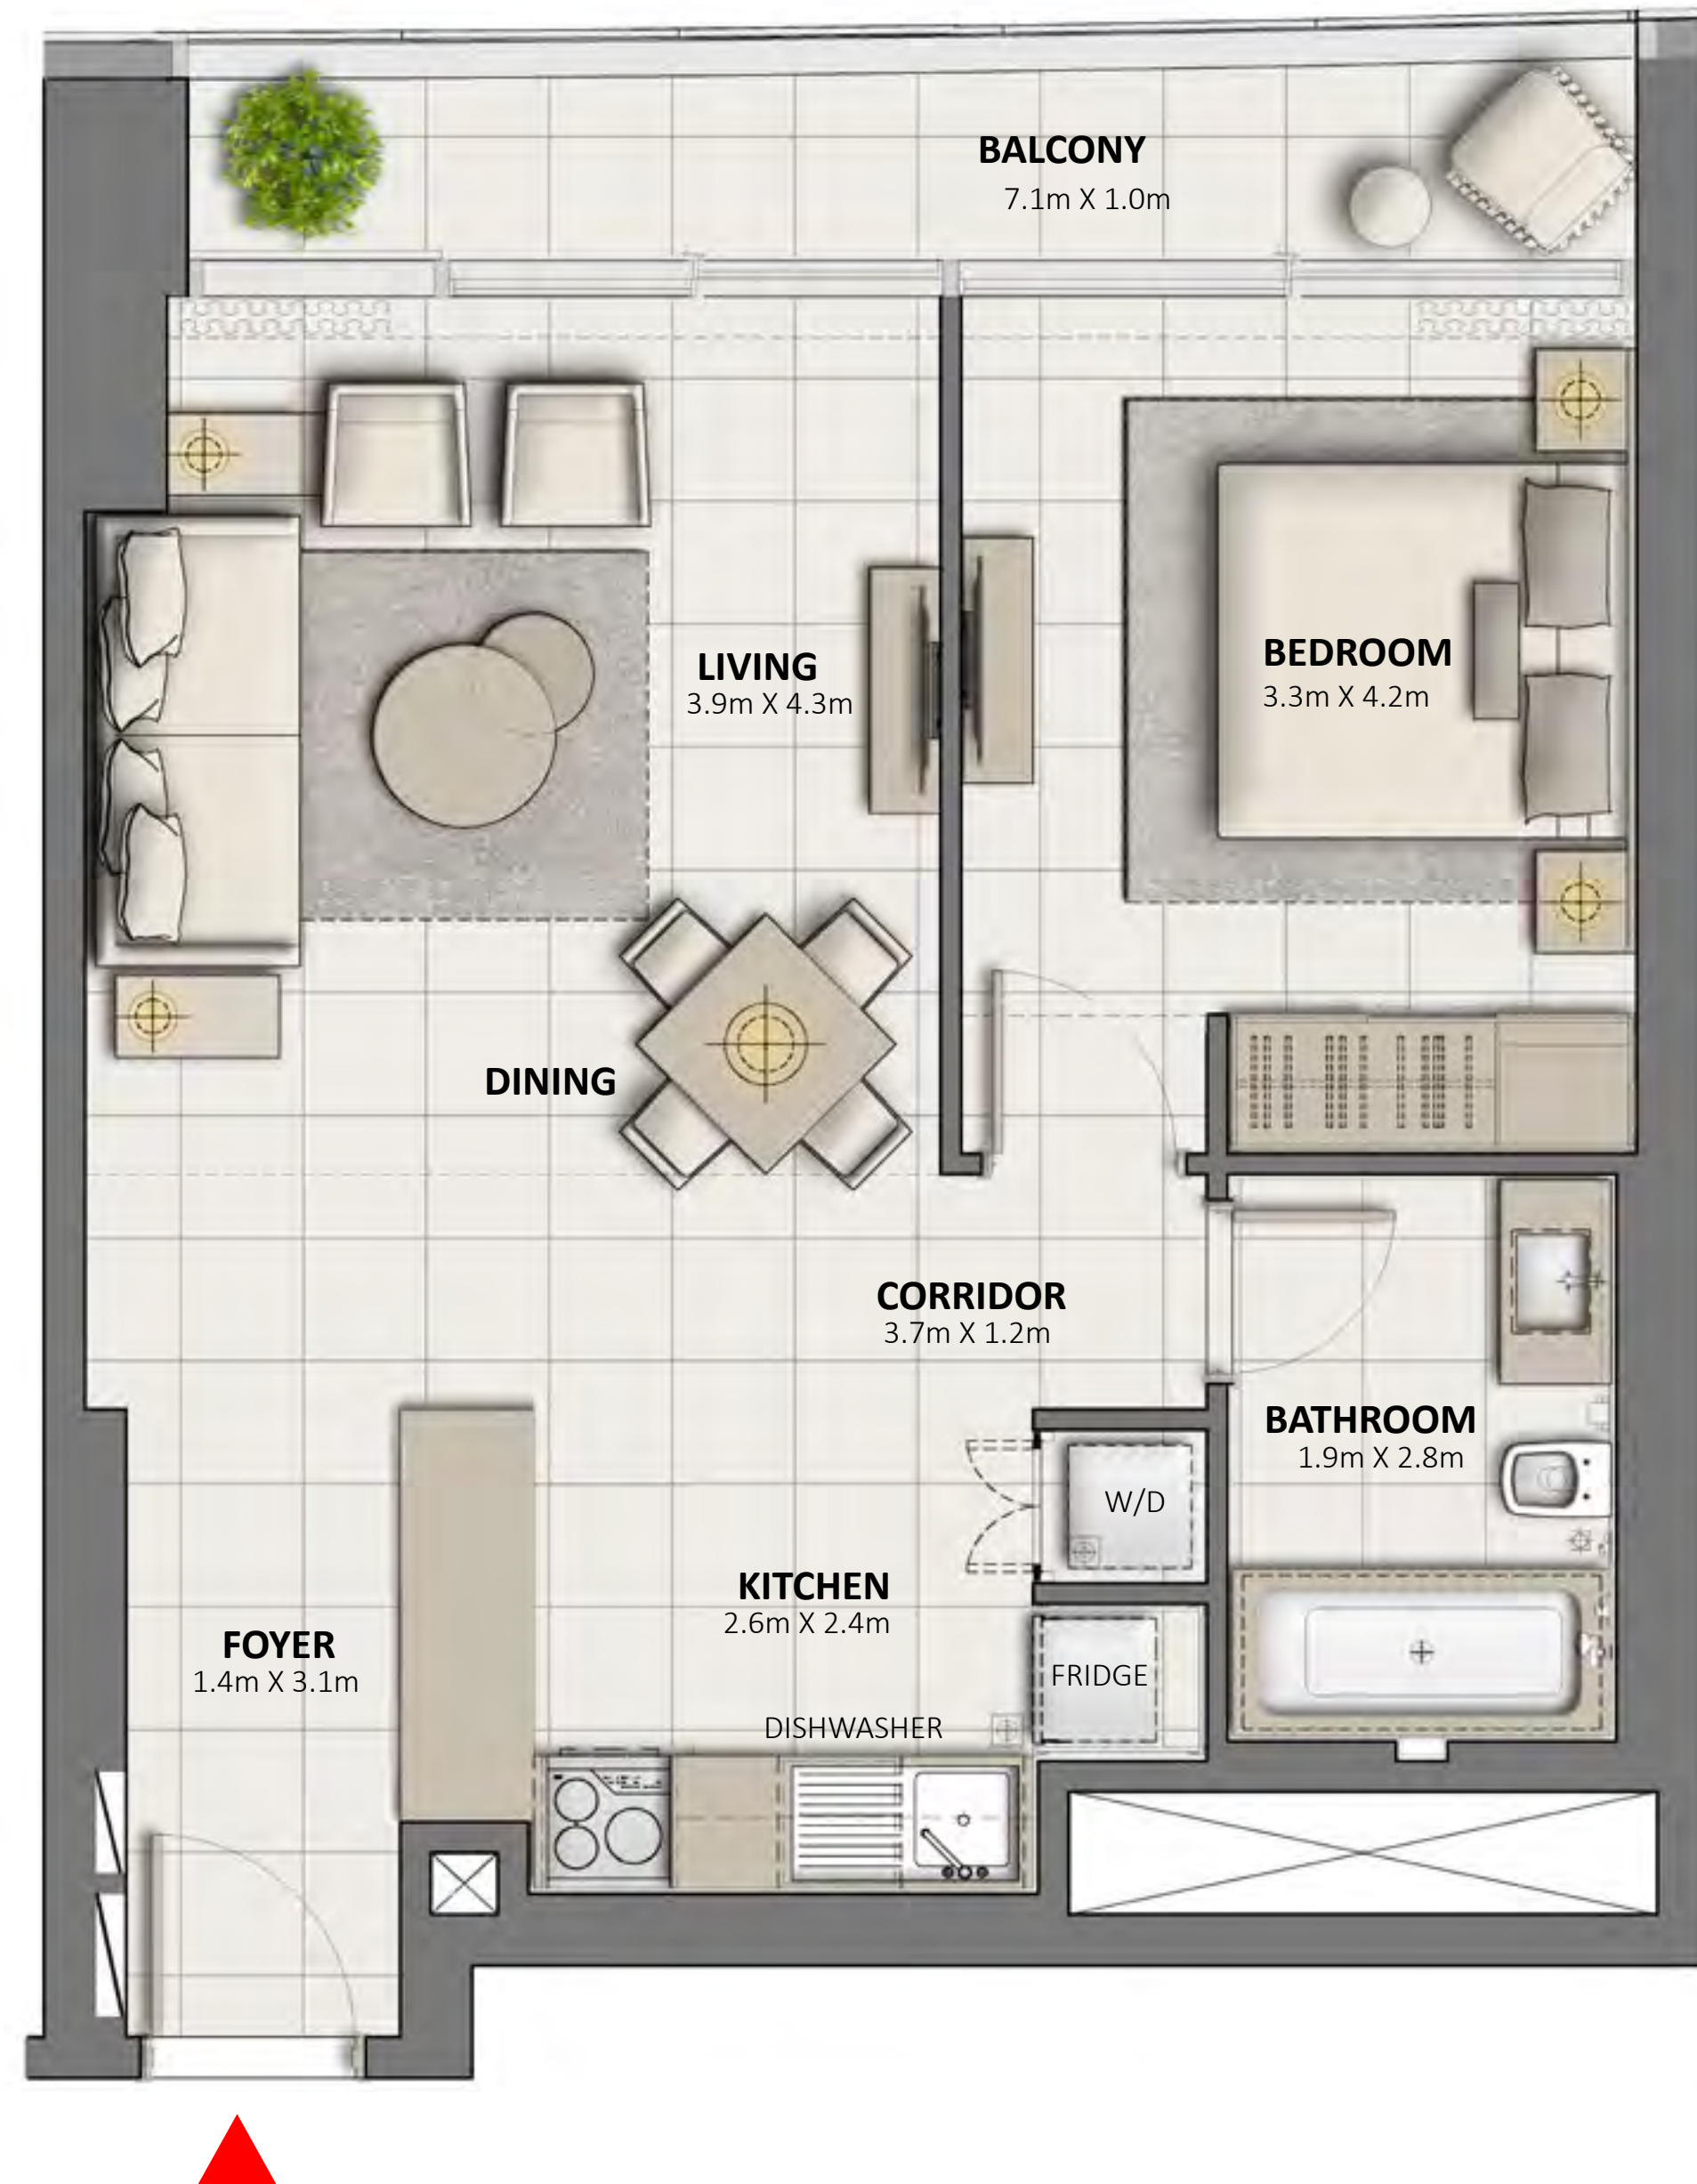 BALCONY
7.1m X 1.0m
LIVING
3.9m X 4.3m
BEDROOM
3.3m X 4.2m
DINING
CORRIDOR
3.7m X 1.2m
BATHROOM
1.9m X 2.8m
W/D
KITCHEN
2.6m X 2.4m
FOYER
1.4m X 3.1m
FRIDGE
DISHWASHER